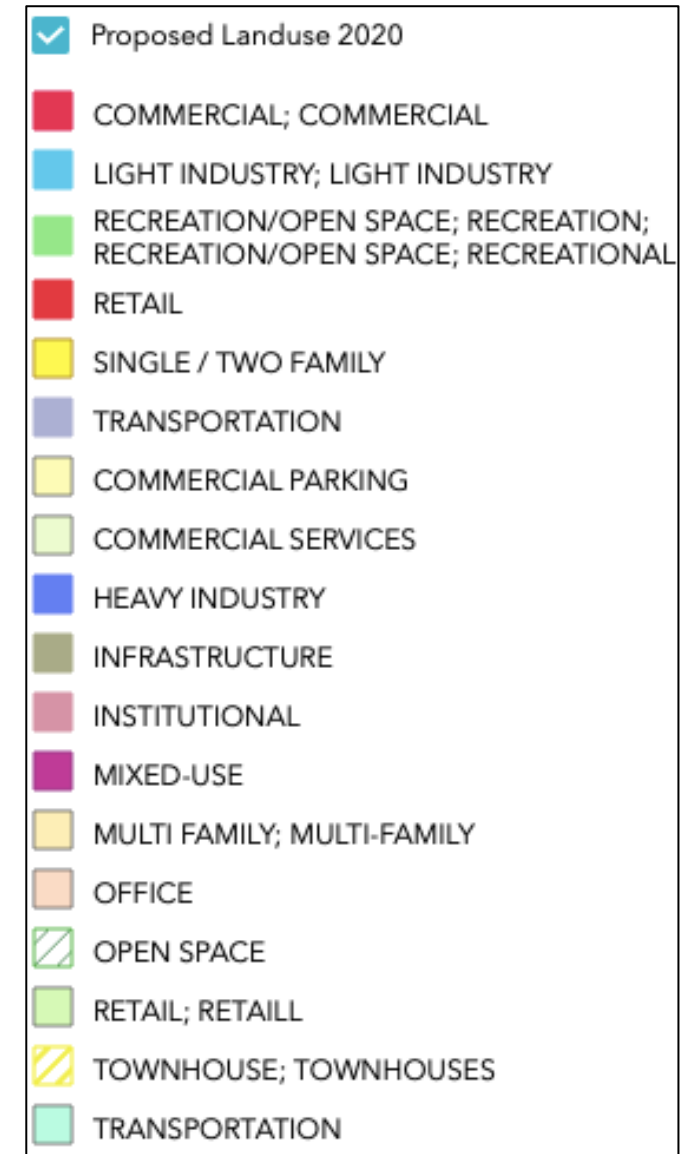 Proposed Landuse 2020
COMMERCIAL; COMMERCIAL
LIGHT INDUSTRY; LIGHT INDUSTRY
RECREATION/OPEN SPACE; RECREATION;
RECREATION/OPEN SPACE; RECREATIONAL
RETAIL
SINGLE / TWO FAMILY
TRANSPORTATION
COMMERCIAL PARKING
COMMERCIAL SERVICES
HEAVY INDUSTRY
INFRASTRUCTURE
INSTITUTIONAL
MIXED-USE
MULTI FAMILY; MULTI-FAMILY
OFFICE
OPEN SPACE
RETAIL; RETAILL
TOWNHOUSE; TOWNHOUSES
TRANSPORTATION